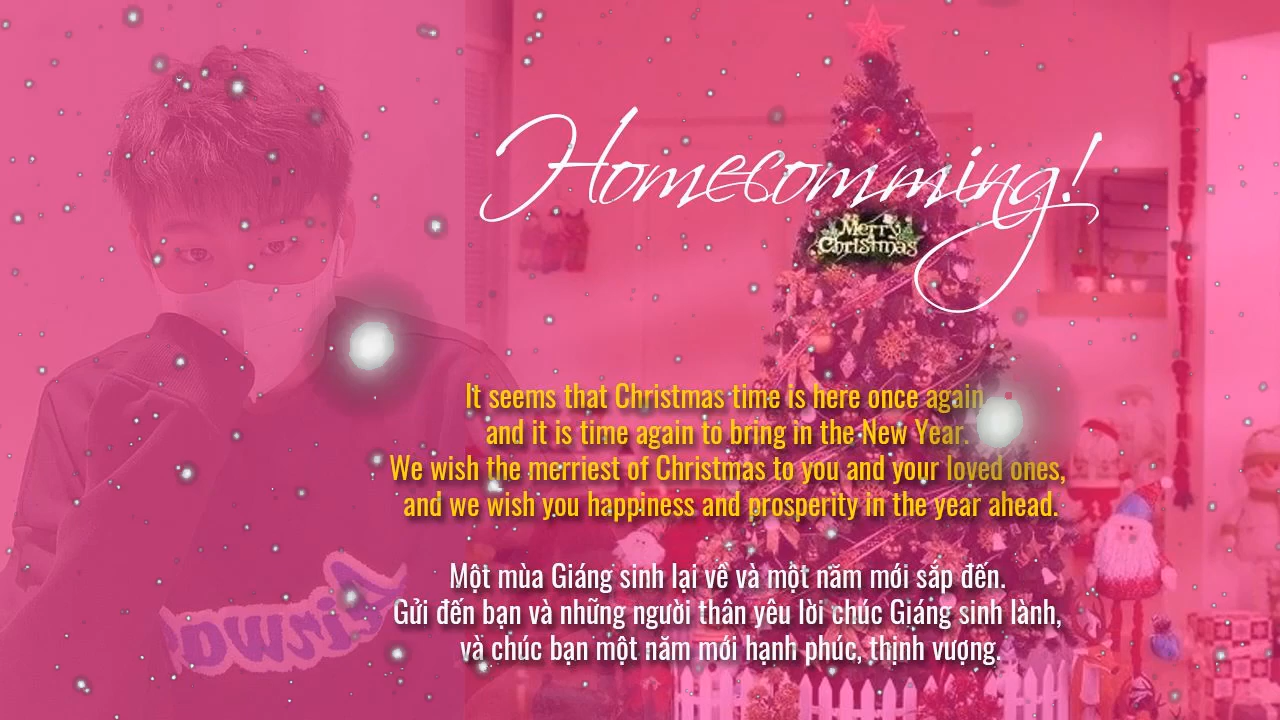 Homecomming!
Merry
Christmas
It seems that Christmas time is here once again
and it is time again to bring in the New Year.
We wish the merriest of Christmas to you and your loved ones,
and we wish you happiness and prosperity in the year ahead.
Một mùa Giáng sinh lại về và một năm mới sắp đến.
Gửi đến bạn và những người thân yêu lời chúc Giáng sinh lành,
và chúc bạn một năm mới hạnh phúc, thịnh vượng.